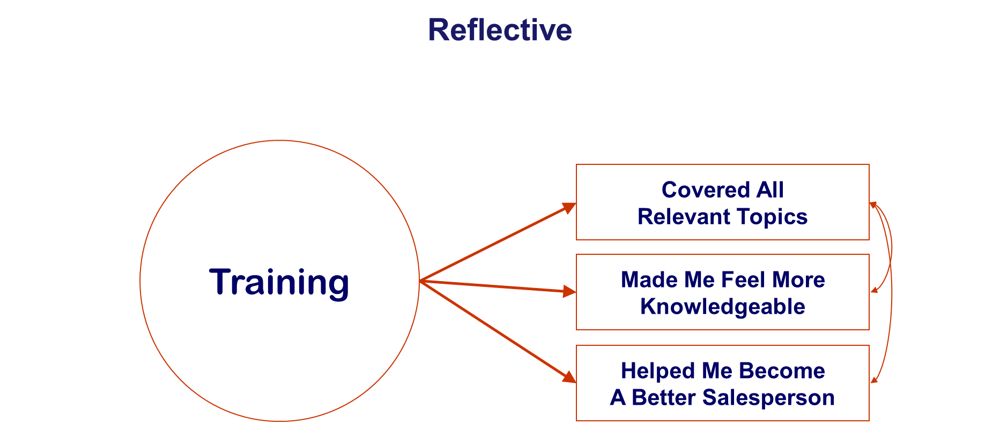 Reflective
Training
Covered All
Relevant Topics
Made Me Feel More
Knowledgeable
Helped Me Become
A Better Salesperson